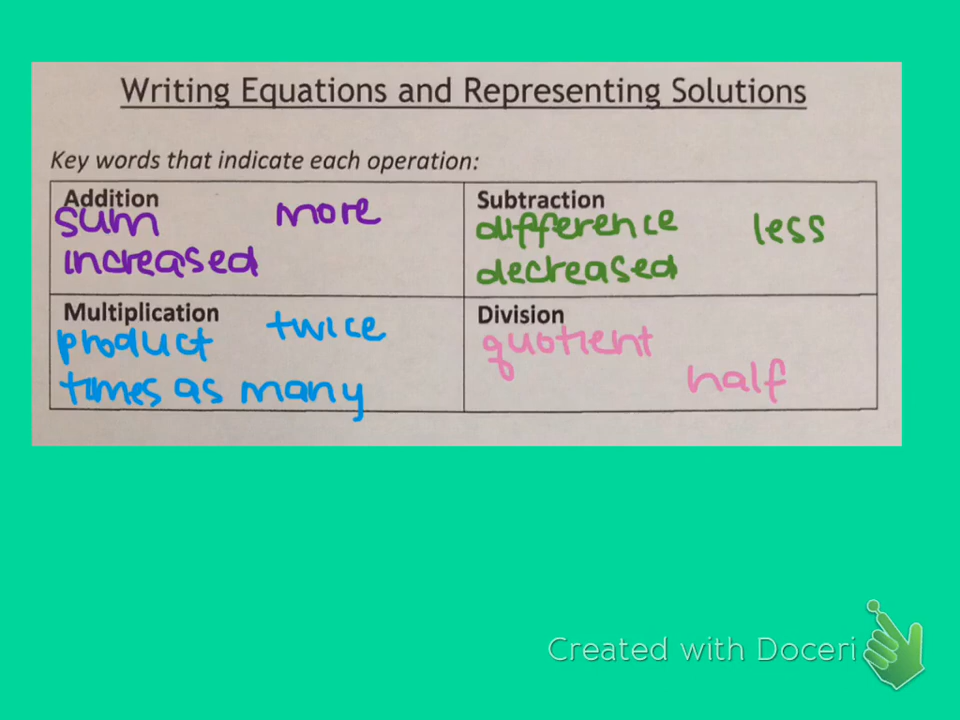 Writing Equations and Representing Solutions
Key words that indicate each operation:
Addition
sum more
increased
Subtraction
difference less
decreased
Multiplication
product twice
times as many
Division
quotient
half
Created with Doceri